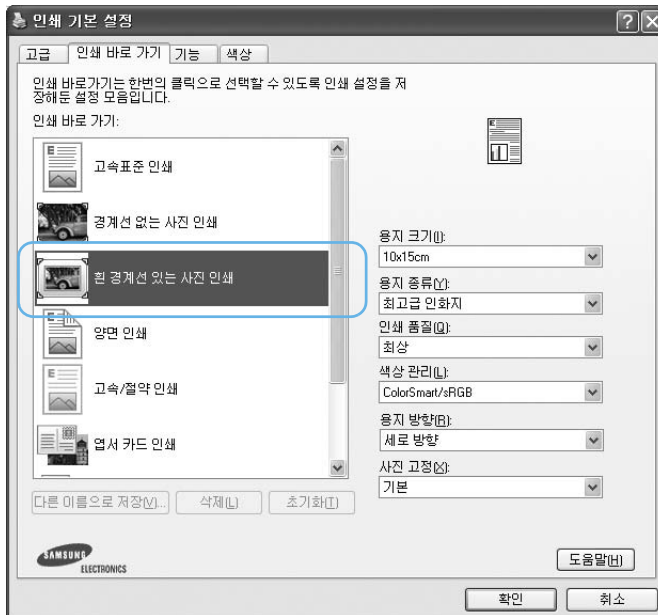 인쇄 기본 설정
고급
인쇄 바로 가기
기능
색상
인쇄 바로가기는 한번의 클릭으로 선택할 수 있도록 인쇄 설정을 저
장해둔 설정 모음입니다.
인쇄 바로 가기:
고속표준 인쇄
경계선 없는 사진 인쇄
흰 경계선 있는 사진 인쇄
양면 인쇄
고속/절약 인쇄
엽서 카드 인쇄
다른 이름으로 저장(V)...
삭제(L)
초기화(T)
용지 크기(I):
10x15cm
용지 종류(Y):
최고급 인화지
인쇄 품질(Q):
최상
색상 관리(L):
ColorSmart/sRGB
용지 방향(R):
세로 방향
사진 고정(X):
기본
SAMSUNG
ELECTRONICS
도움말(H)
확인
취소